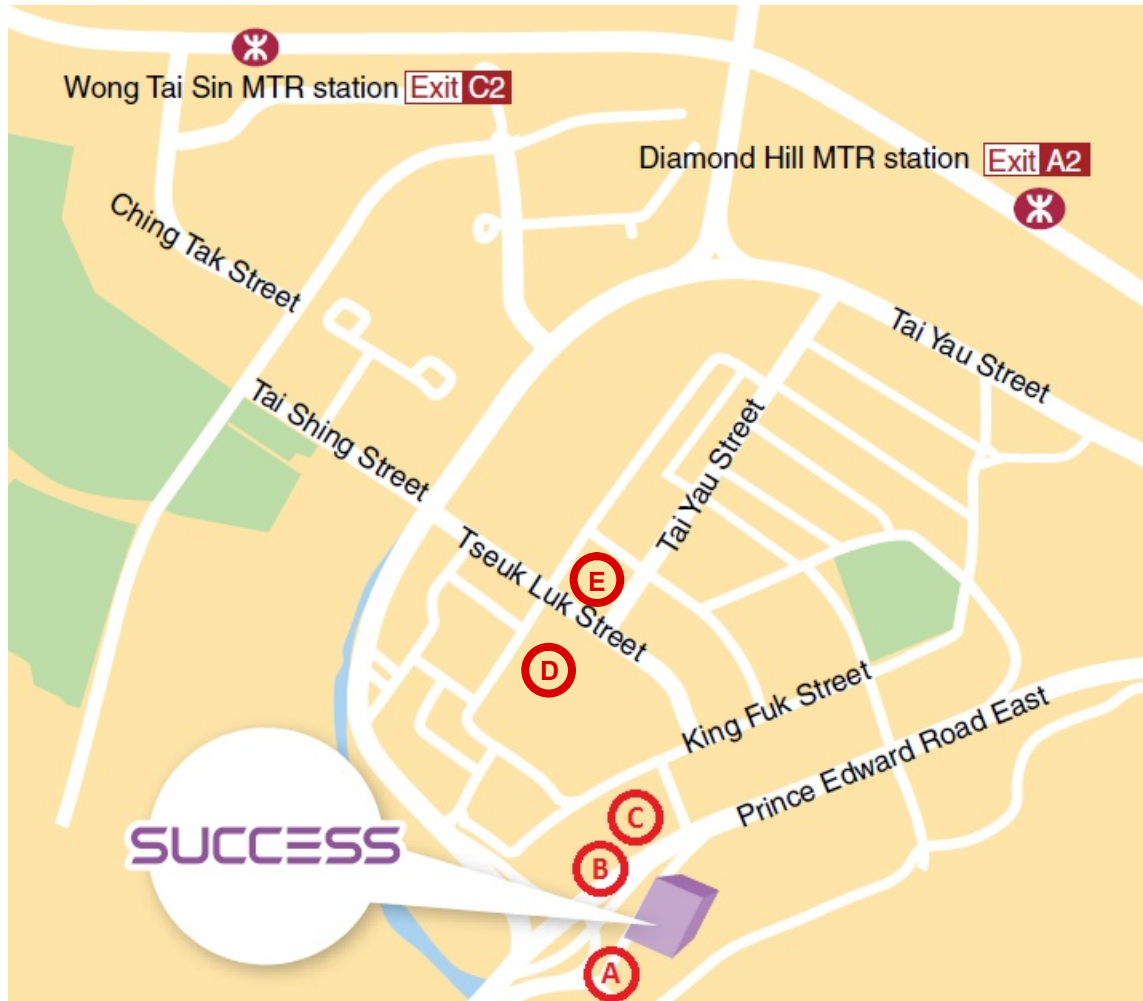 Wong Tai Sin MTR station Exit C2
Diamond Hill MTR station Exit A2
Ching Tak Street
Tai Yau Street
Tai Shing Street
Tai Yau Street
Tseuk Luk Street
E
D
King Fuk Street
Prince Edward Road East
C
SUCCESS
B
A